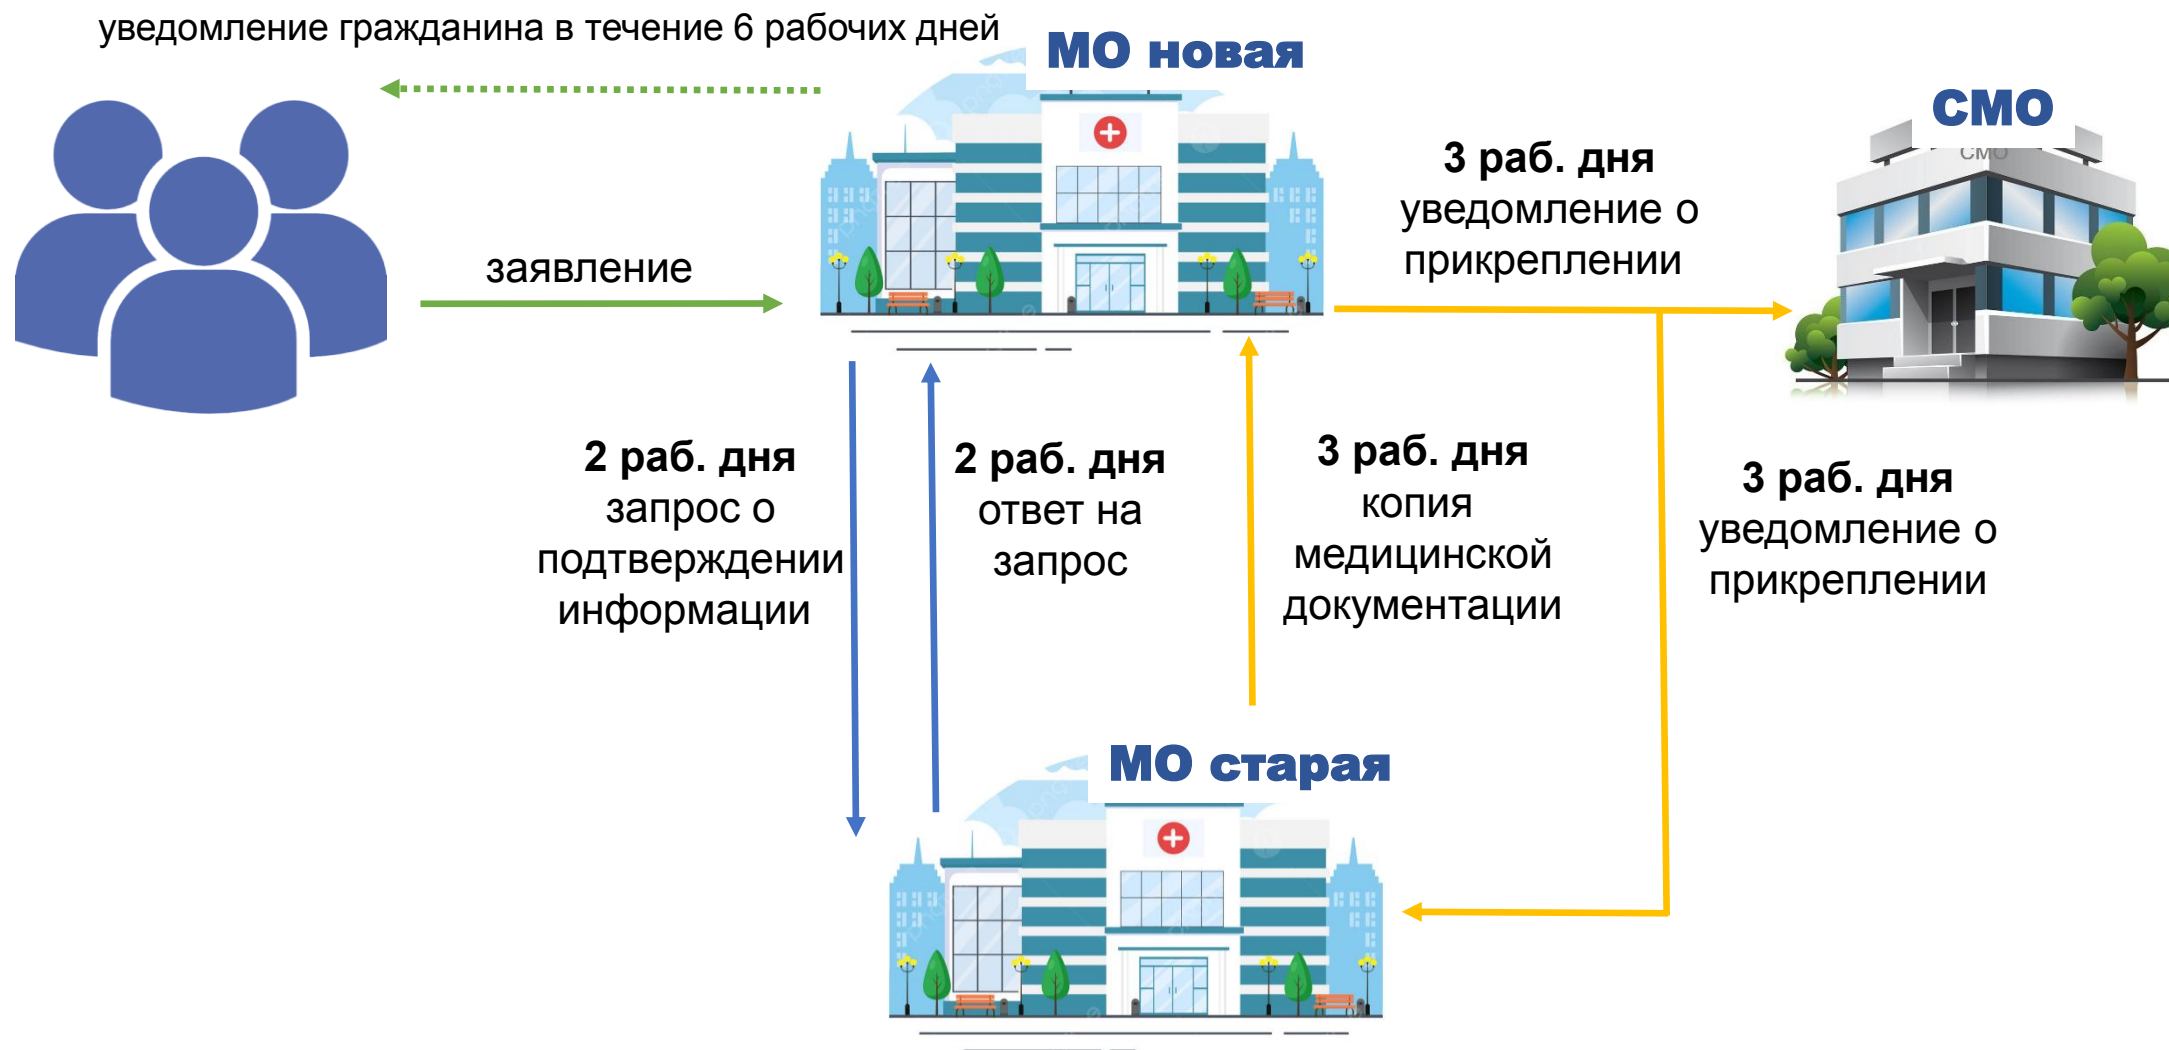 уведомление гражданина в течение 6 рабочих дней
МО новая
СМО
СМО
3 раб. дня
уведомление о
прикреплении
заявление
2 раб. дня
запрос о
подтверждении
информации
2 раб. дня
ответ на
запрос
3 раб. дня
копия
медицинской
документации
3 раб. дня
уведомление о
прикреплении
МО старая